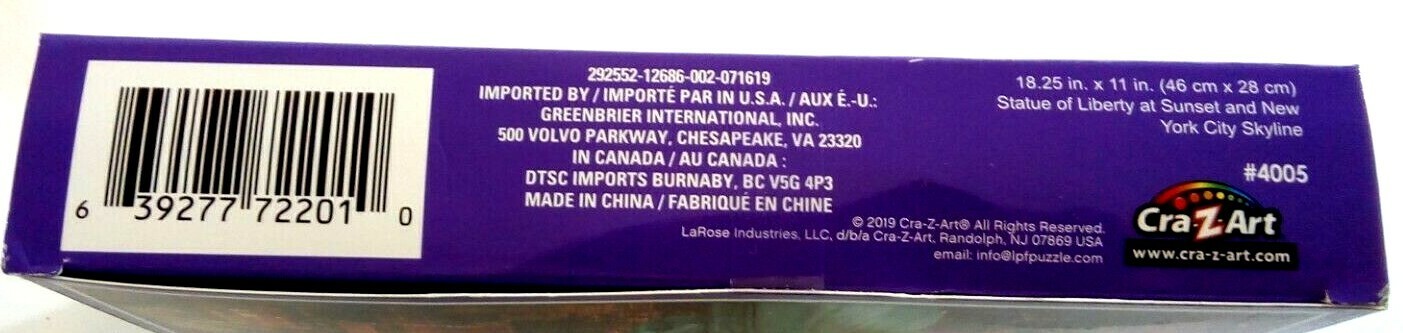 6 39277 72201 0
292552-12686-002-071619
IMPORTED BY / IMPORTÉ PAR IN U.S.A. / AUX É.-U.:
GREENBRIER INTERNATIONAL, INC.
500 VOLVO PARKWAY, CHESAPEAKE, VA 23320
IN CANADA / AU CANADA :
DTSC IMPORTS BURNABY, BC V5G 4P3
MADE IN CHINA / FABRIQUÉ EN CHINE
© 2019 Cra-Z-Art® All Rights Reserved.
LaRose Industries, LLC, d/b/a Cra-Z-Art, Randolph, NJ 07869 USA
email: info@lpfpuzzle.com
18.25 in. x 11 in. (46 cm x 28 cm)
Statue of Liberty at Sunset and New
York City Skyline
#4005
Cra-Z-Art
www.cra-z-art.com